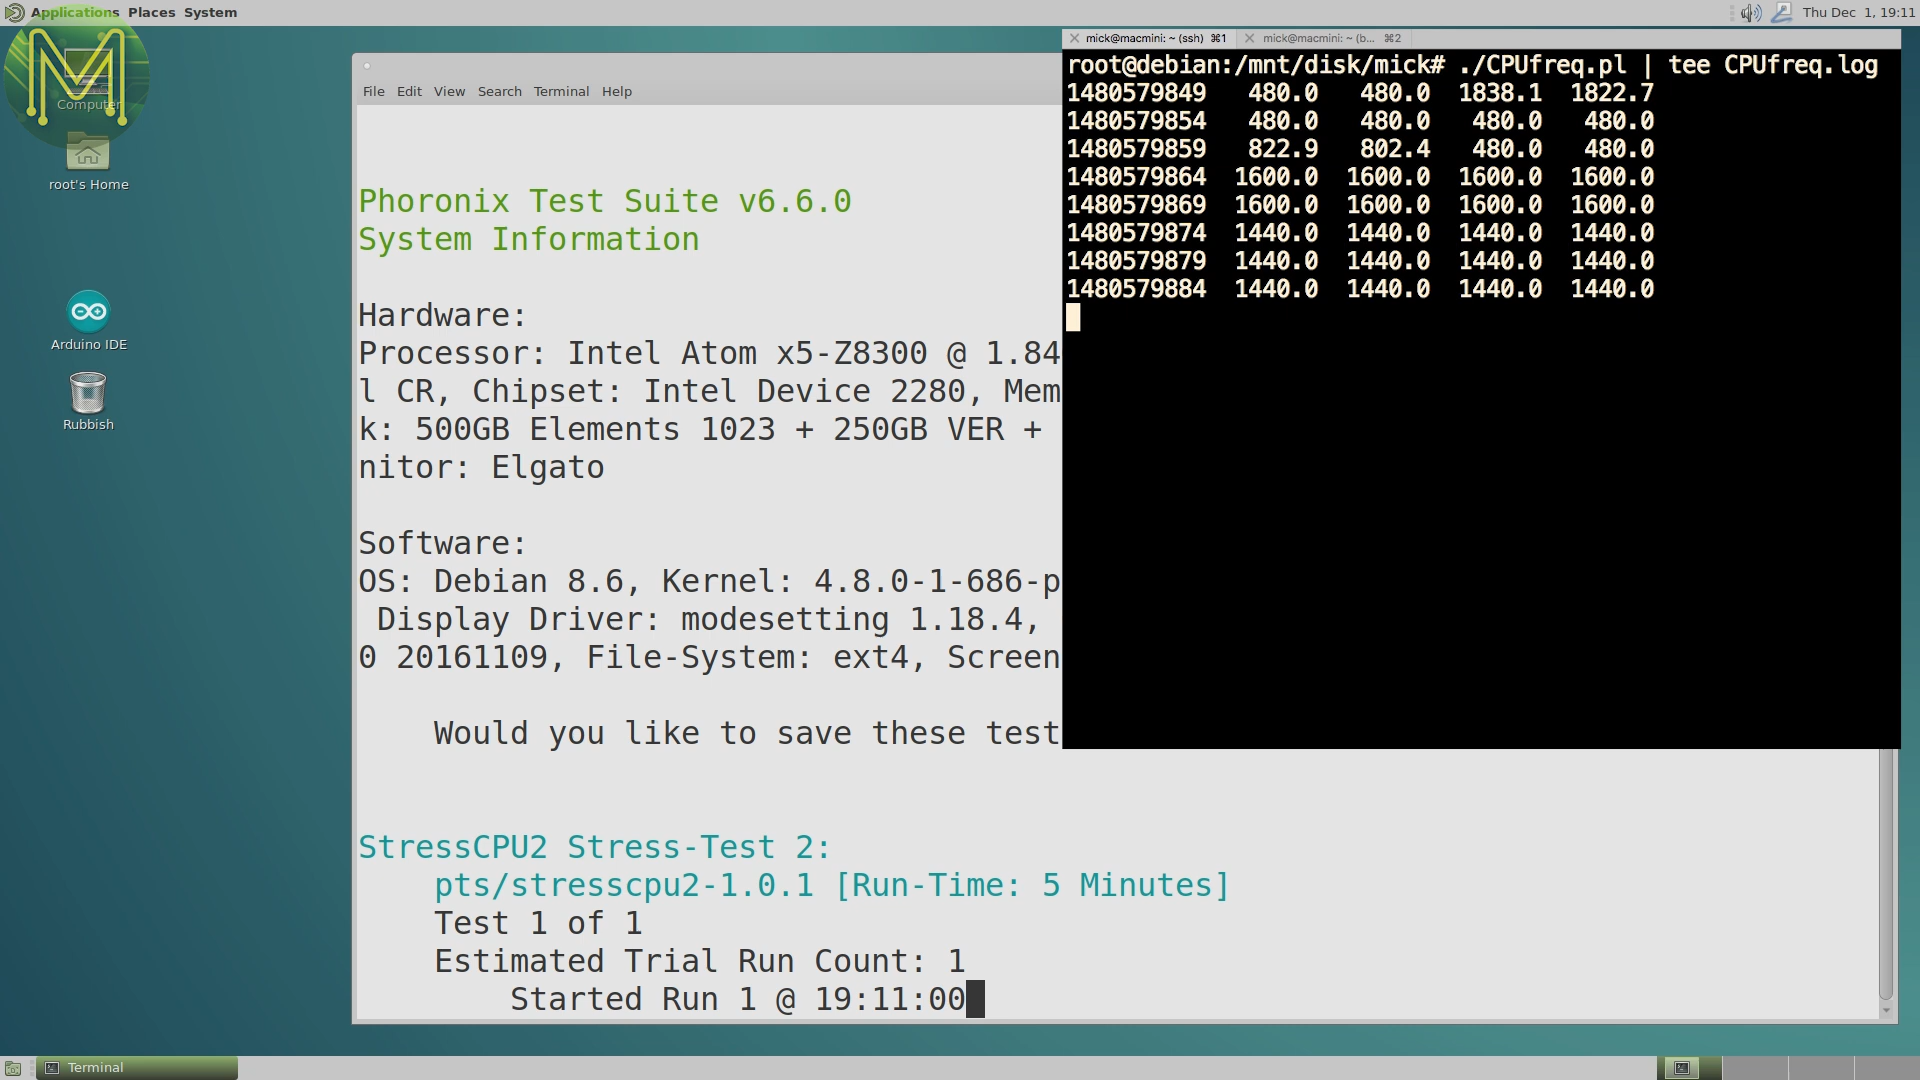 Applications Places System
Thu Dec 1, 19:11
Computer
root's Home
Arduino IDE
Rubbish
File Edit View Search Terminal Help
Phoronix Test Suite v6.6.0
System Information
Hardware:
Processor: Intel Atom x5-Z8300 @ 1.84
l CR, Chipset: Intel Device 2280, Mem
k: 500GB Elements 1023 + 250GB VER +
nitor: Elgato
Software:
OS: Debian 8.6, Kernel: 4.8.0-1-686-p
Display Driver: modesetting 1.18.4,
0 20161109, File-System: ext4, Screen
Would you like to save these test
StressCPU2 Stress-Test 2:
pts/stresscpu2-1.0.1 [Run-Time: 5 Minutes]
Test 1 of 1
Estimated Trial Run Count: 1
Started Run 1 @ 19:11:00
mick@macmini: ~ (ssh) ⌘1 mick@macmini: ~ (b... ⌘2
root@debian:/mnt/disk/mick# ./CPUfreq.pl | tee CPUfreq.log
1480579849 480.0 480.0 1838.1 1822.7
1480579854 480.0 480.0 480.0 480.0
1480579859 822.9 802.4 480.0 480.0
1480579864 1600.0 1600.0 1600.0 1600.0
1480579869 1600.0 1600.0 1600.0 1600.0
1480579874 1440.0 1440.0 1440.0 1440.0
1480579879 1440.0 1440.0 1440.0 1440.0
1480579884 1440.0 1440.0 1440.0 1440.0
Terminal